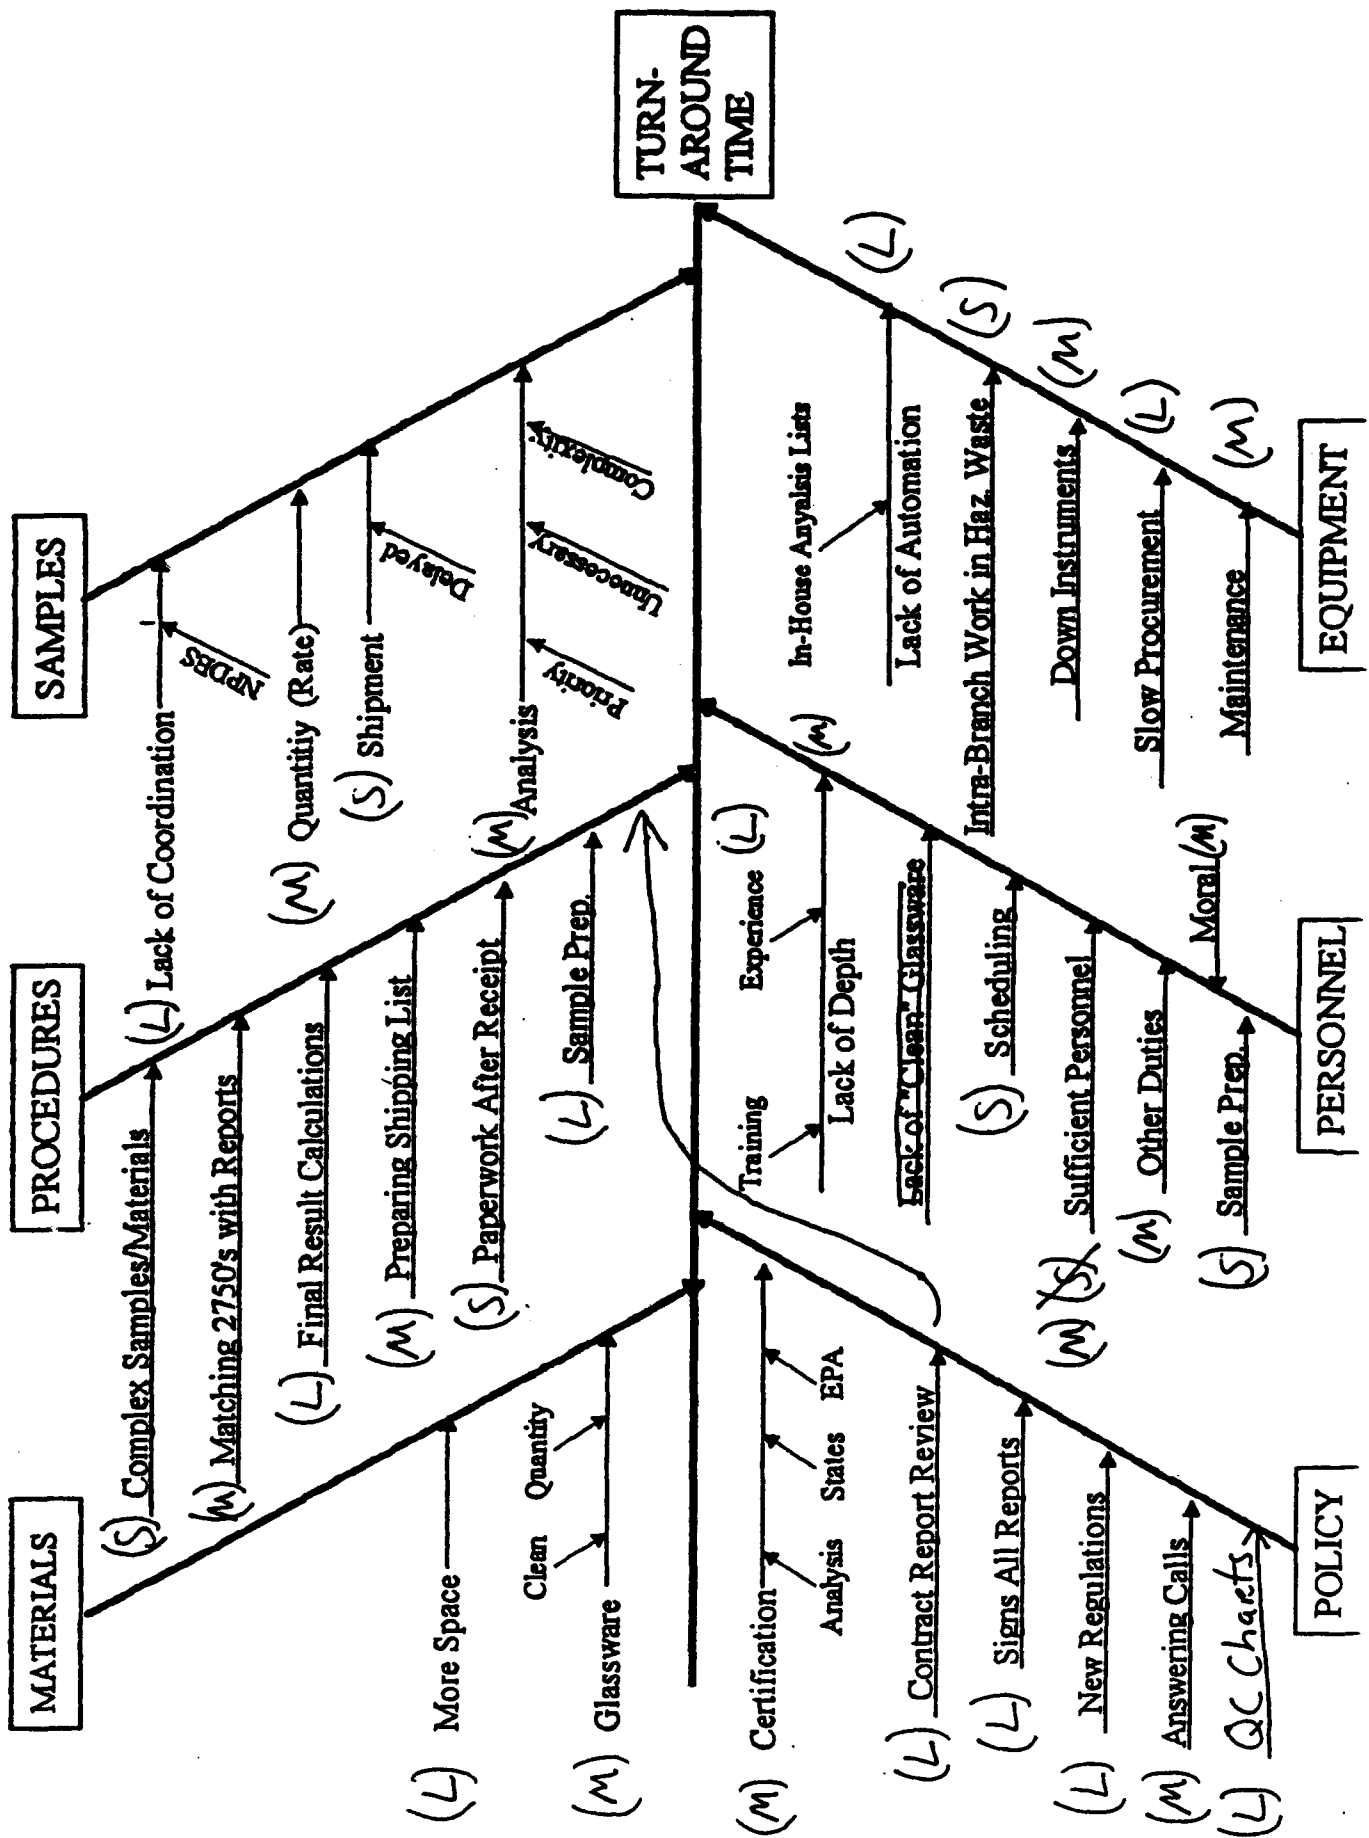 MATERIALS
(L) More Space
Clean
Quantity
(M) Glassware
PROCEDURES
(S) Complex Samples/Materials
(M) Matching 2750's with Reports
(L) Final Result Calculations
(M) Preparing Shipping List
(S) Paperwork After Receipt
(L) Sample Prep.
SAMPLES
(L) Lack of Coordination
NPDES
(M) Quantitiy (Rate)
(S) Shipment
Delayed
(M) Analysis
Priority
Unnecessary
Complexity
TURN-
AROUND
TIME
(M) Certification
Analysis
States
EPA
(L) Contract Report Review
(L) Signs All Reports
(L) New Regulations
(M) Answering Calls
(L) QC Charts
POLICY
Training
Experience (L)
Lack of Depth
(M)
Lack of "Clean" Glassware
(S) Scheduling
(M) (S) Sufficient Personnel
(M) Other Duties
Moral (M)
(S) Sample Prep.
PERSONNEL
In-House Anyalsis Lists
Lack of Automation (L)
Intra-Branch Work in Haz. Waste (S)
Down Instruments (M)
Slow Procurement (L)
Maintenance (M)
EQUIPMENT